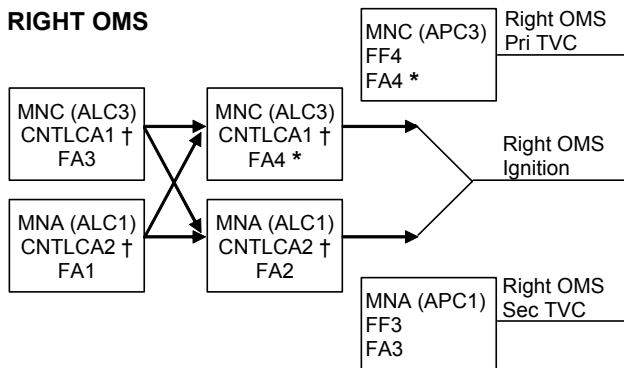 RIGHT OMS
MNC (APC3)
FF4
FA4 *
Right OMS
Pri TVC
MNC (ALC3)
CNTLCA1 †
FA3
MNC (ALC3)
CNTLCA1 †
FA4 *
Right OMS
Ignition
MNA (ALC1)
CNTLCA2 †
FA1
MNA (ALC1)
CNTLCA2 †
FA2
MNA (APC1)
FF3
FA3
Right OMS
Sec TVC